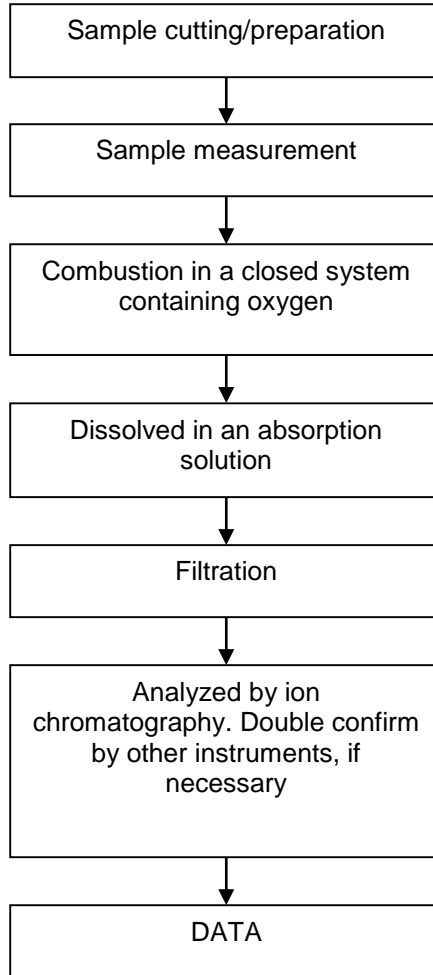 Sample cutting/preparation
Sample measurement
Combustion in a closed system
containing oxygen
Dissolved in an absorption
solution
Filtration
Analyzed by ion
chromatography. Double confirm
by other instruments, if
necessary
DATA